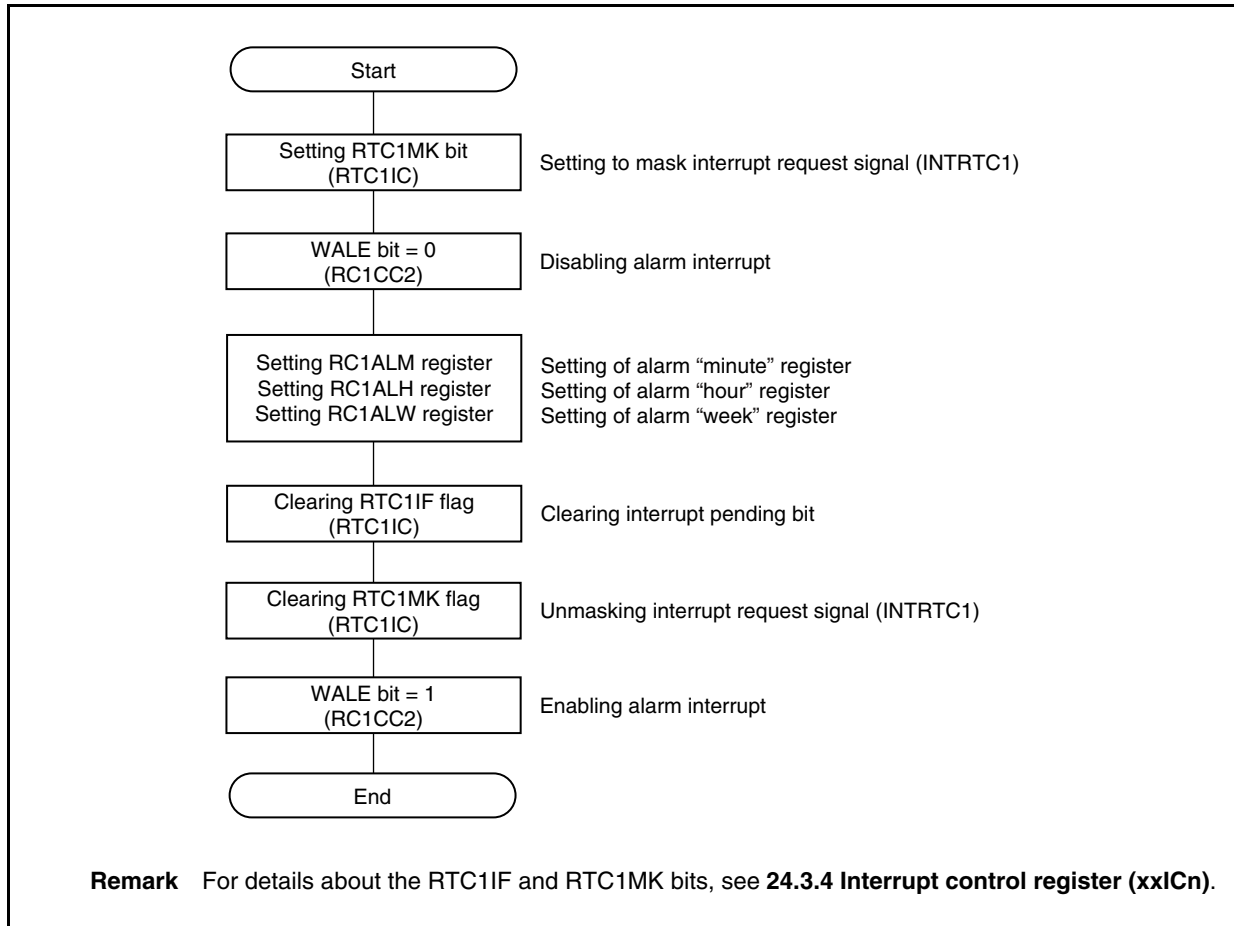 Start
Setting RTC1MK bit
(RTC1IC)
Setting to mask interrupt request signal (INTRTC1)
WALE bit = 0
(RC1CC2)
Disabling alarm interrupt
Setting RC1ALM register
Setting RC1ALH register
Setting RC1ALW register
Setting of alarm “minute” register
Setting of alarm “hour” register
Setting of alarm “week” register
Clearing RTC1IF flag
(RTC1IC)
Clearing interrupt pending bit
Clearing RTC1MK flag
(RTC1IC)
Unmasking interrupt request signal (INTRTC1)
WALE bit = 1
(RC1CC2)
Enabling alarm interrupt
End
Remark For details about the RTC1IF and RTC1MK bits, see 24.3.4 Interrupt control register (xxICn).